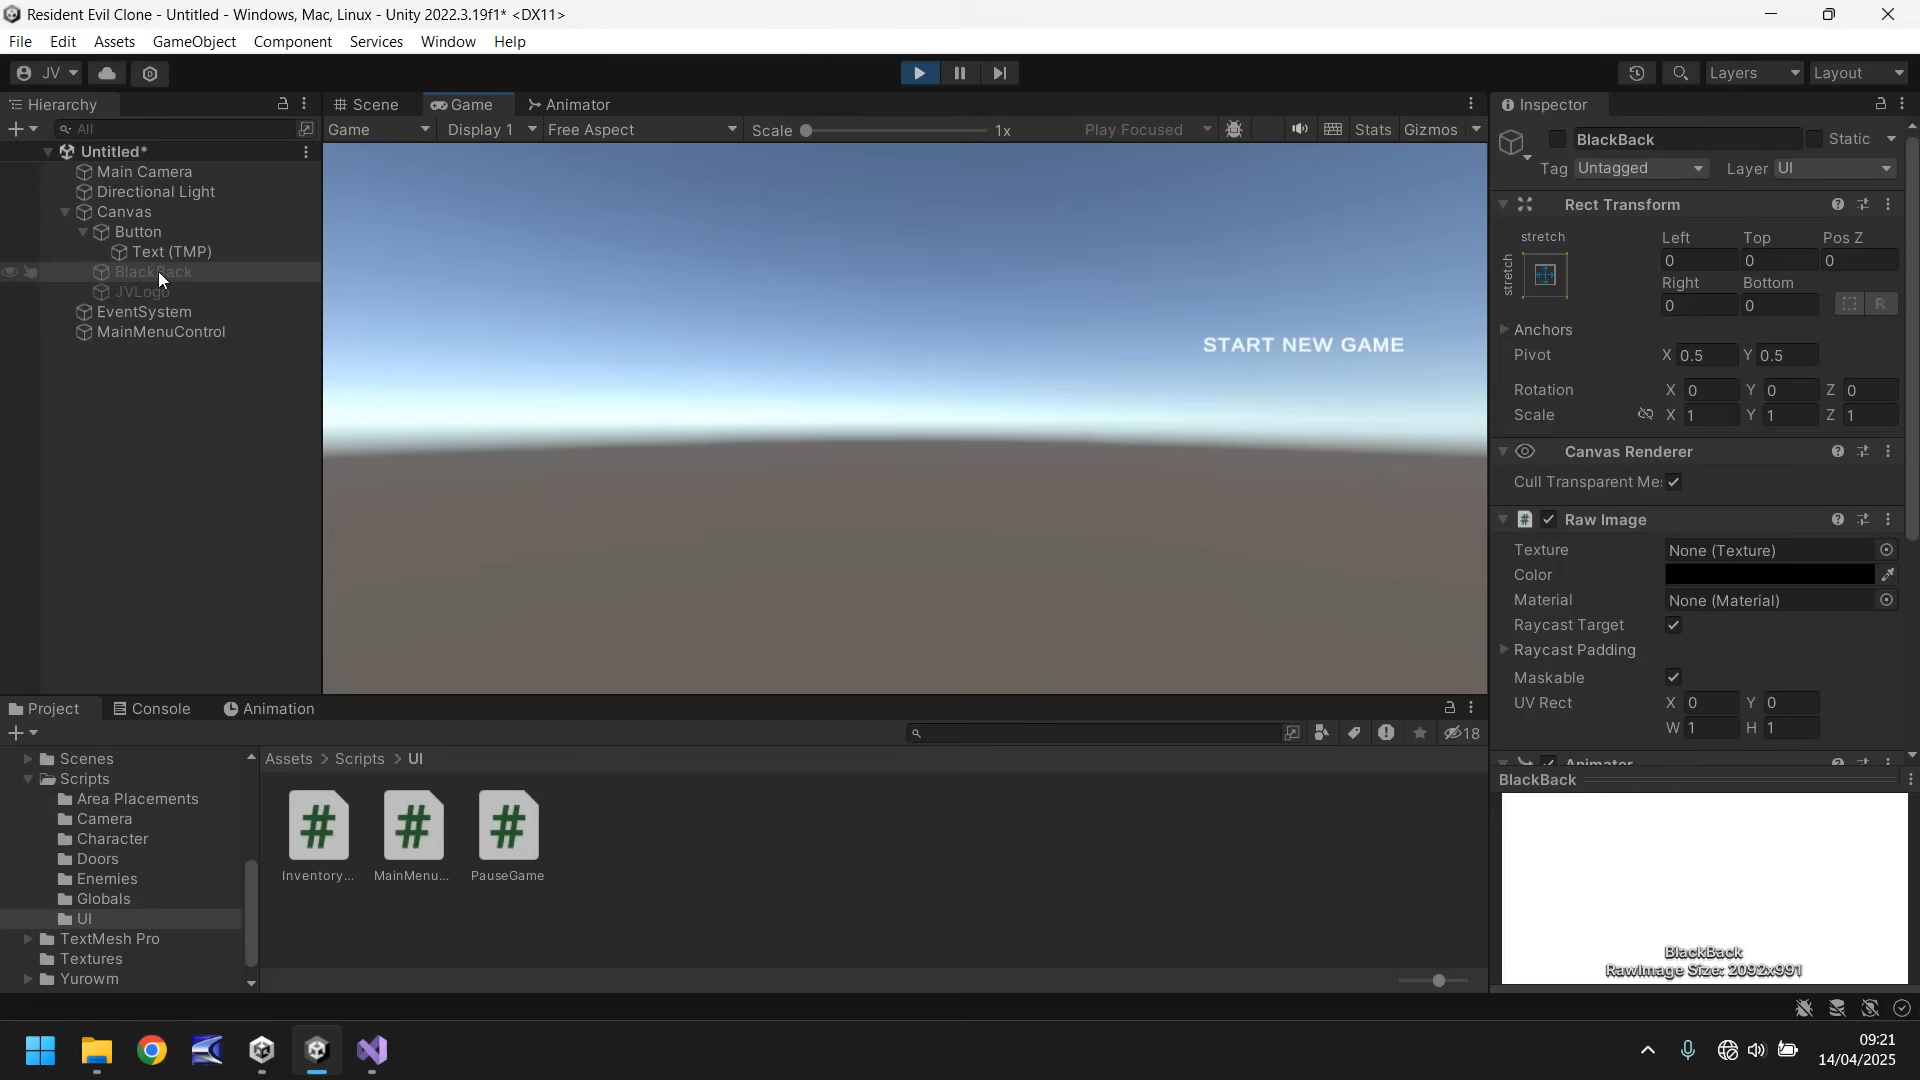 Resident Evil Clone - Untitled - Windows, Mac, Linux - Unity 2022.3.19f1* <DX11>
File Edit Assets GameObject Component Services Window Help
JV
Layers Layout
Hierarchy
All
Untitled*
Main Camera
Directional Light
Canvas
Button
Text (TMP)
BlackBack
JVLogo
EventSystem
MainMenuControl
Scene Game Animator
Game Display 1 Free Aspect Scale 1x Play Focused Stats Gizmos
START NEW GAME
Inspector
BlackBack Static
Tag Untagged Layer UI
Rect Transform
stretch
stretch
Left Top Pos Z
0 0 0
Right Bottom
0 0 R
Anchors
Pivot X 0.5 Y 0.5
Rotation X 0 Y 0 Z 0
Scale X 1 Y 1 Z 1
Canvas Renderer
Cull Transparent Me:
Raw Image
Texture None (Texture)
Color
Material None (Material)
Raycast Target
Raycast Padding
Maskable
UV Rect X 0 Y 0
W 1 H 1
Animator
BlackBack
BlackBack
RawImage Size: 2092x991
Project Console Animation
18
Scenes
Scripts
Area Placements
Camera
Character
Doors
Enemies
Globals
UI
TextMesh Pro
Textures
Yurowm
Assets > Scripts > UI
Inventory... MainMenu... PauseGame
09:21
14/04/2025